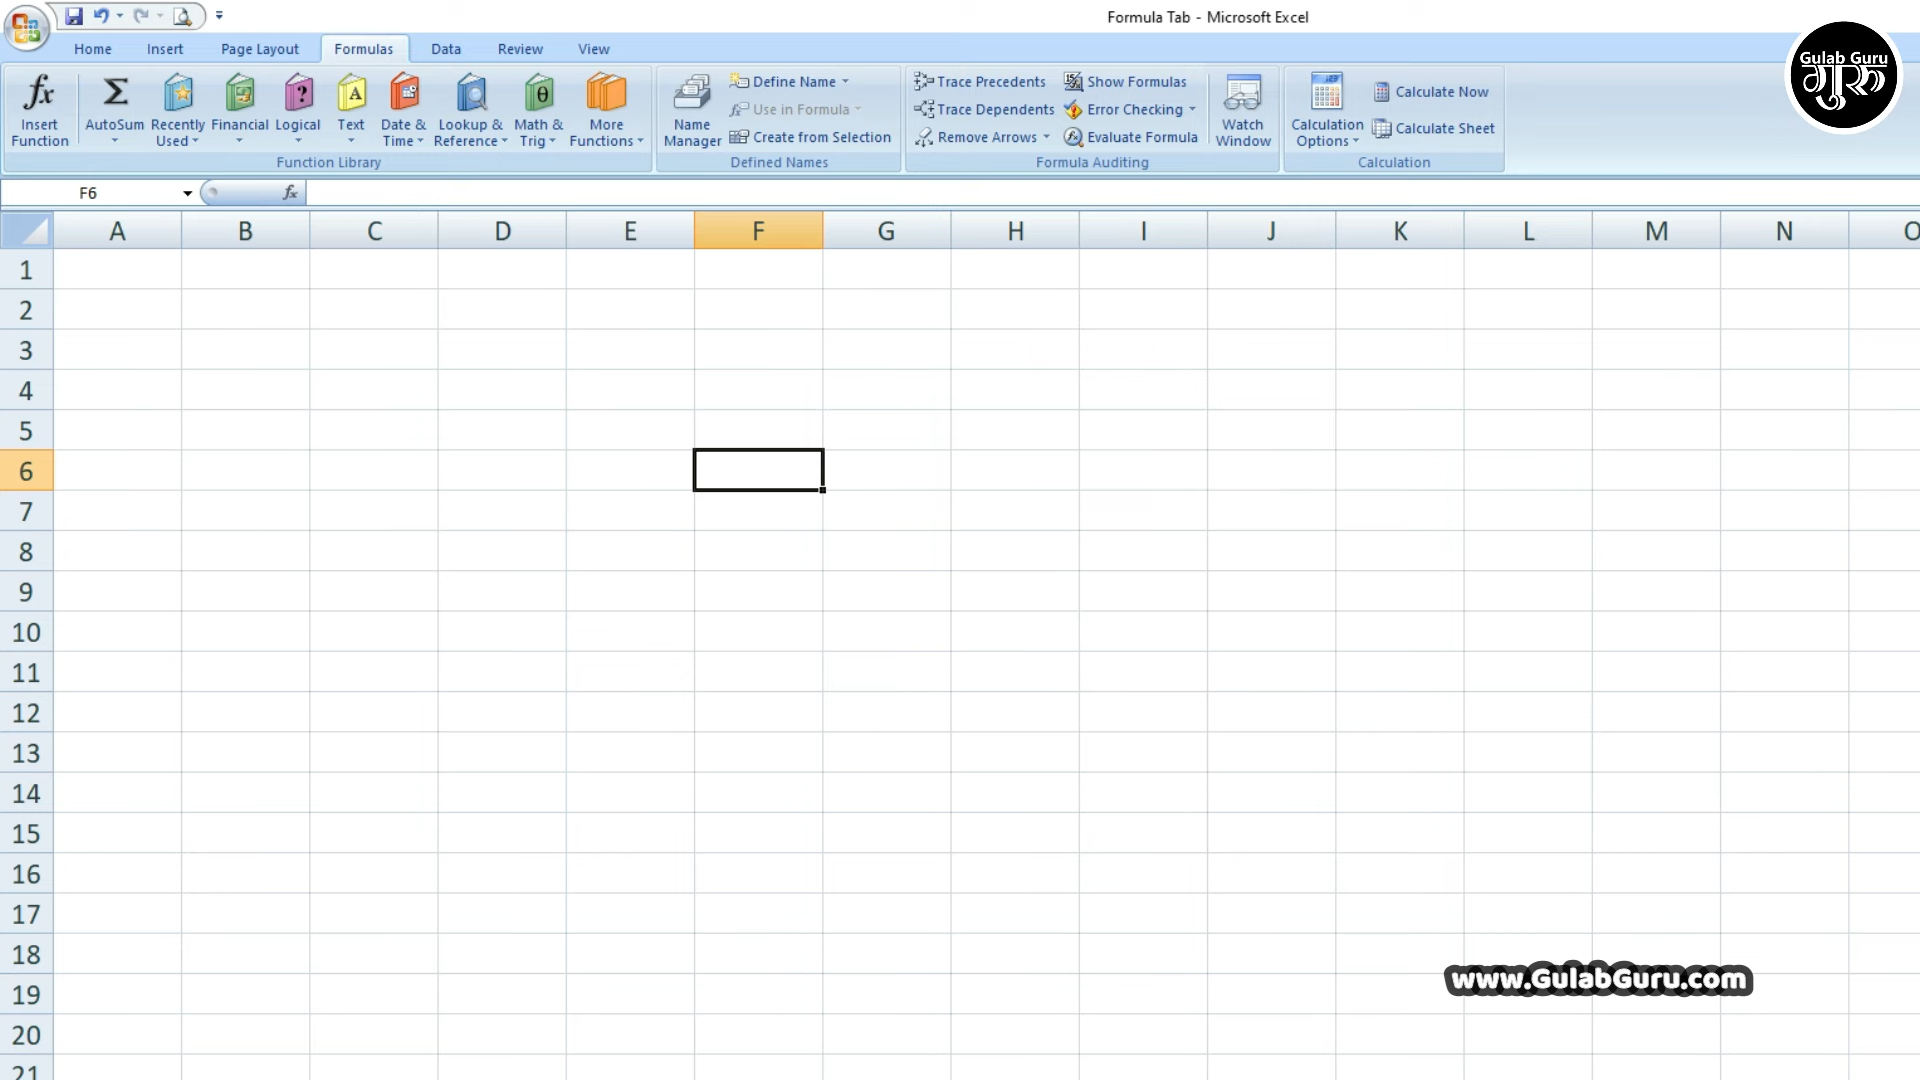 Formula Tab - Microsoft Excel
Home Insert Page Layout Formulas Data Review View
Gulab Guru
गुरु
fx Insert Function
Σ AutoSum
Recently Used
Financial
? Logical
A Text
Date & Time
Lookup & Reference
θ Math & Trig
More Functions
Function Library
Name Manager
Define Name
Use in Formula
Create from Selection
Defined Names
Trace Precedents
Trace Dependents
Remove Arrows
Show Formulas
Error Checking
Evaluate Formula
Watch Window
Formula Auditing
Calculation Options
Calculate Now
Calculate Sheet
Calculation
F6 fx
A B C D E F G H I J K L M N O
1
2
3
4
5
6
7
8
9
10
11
12
13
14
15
16
17
18
www.GulabGuru.com
19
20
21